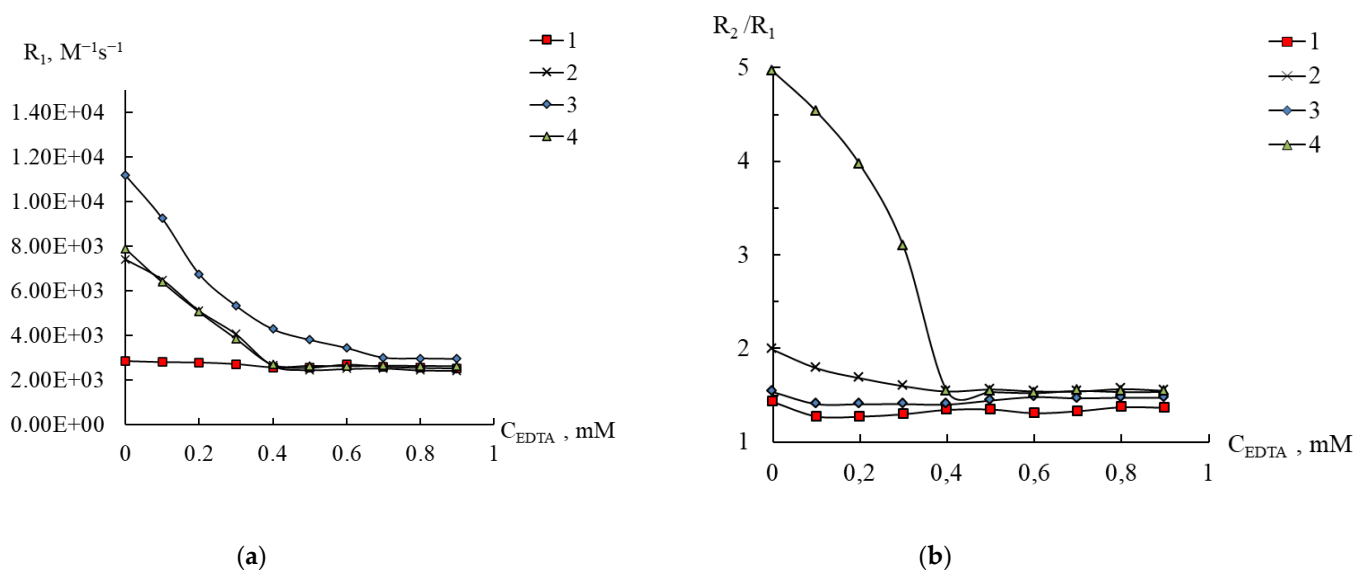 R₁, M⁻¹s⁻¹
1
2
3
4
1.40E+04
1.20E+04
1.00E+04
8.00E+03
6.00E+03
4.00E+03
2.00E+03
0.00E+00
0 0.2 0.4 0.6 0.8 1
C_EDTA , mM
(a)
R₂ /R₁
1
2
3
4
5
4
3
2
1
0 0,2 0,4 0,6 0,8 1
C_EDTA , mM
(b)